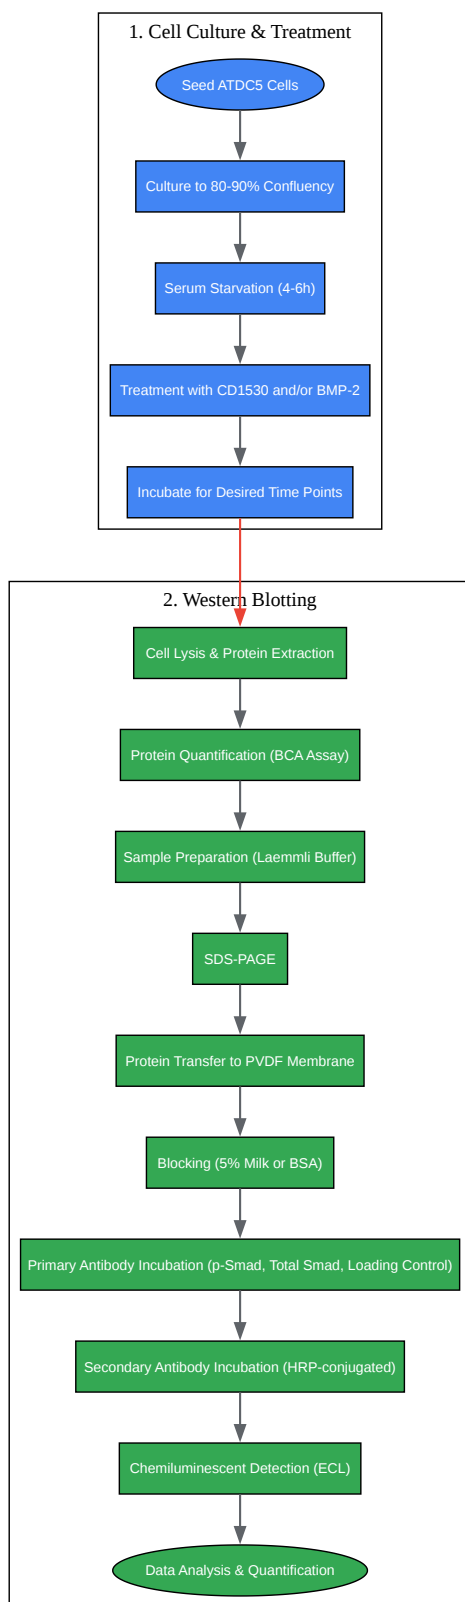 1. Cell Culture & Treatment
Seed ATDC5 Cells
Culture to 80-90% Confluency
Serum Starvation (4-6h)
Treatment with CD1530 and/or BMP-2
Incubate for Desired Time Points
2. Western Blotting
Cell Lysis & Protein Extraction
Protein Quantification (BCA Assay)
Sample Preparation (Laemmli Buffer)
SDS-PAGE
Protein Transfer to PVDF Membrane
Blocking (5% Milk or BSA)
Primary Antibody Incubation (p-Smad, Total Smad, Loading Control)
Secondary Antibody Incubation (HRP-conjugated)
Chemiluminescent Detection (ECL)
Data Analysis & Quantification